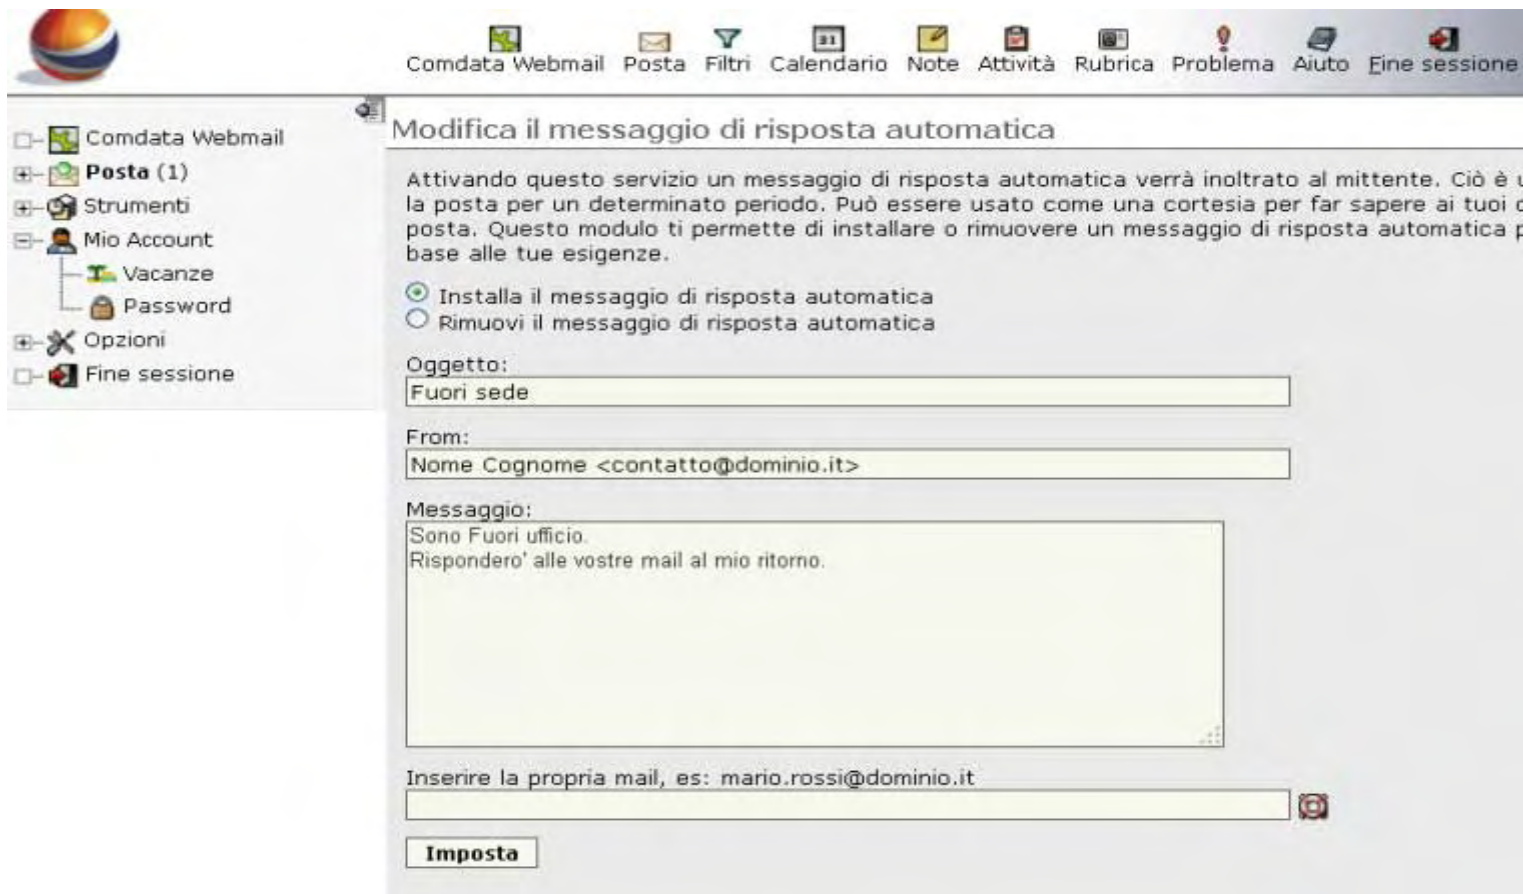 31
Comdata Webmail Posta Filtri Calendario Note Attività Rubrica Problema Aiuto Fine sessione
Comdata Webmail
Posta (1)
Strumenti
Mio Account
Vacanze
Password
Opzioni
Fine sessione
Modifica il messaggio di risposta automatica
Attivando questo servizio un messaggio di risposta automatica verrà inoltrato al mittente. Ciò è
la posta per un determinato periodo. Può essere usato come una cortesia per far sapere ai tuoi
posta. Questo modulo ti permette di installare o rimuovere un messaggio di risposta automatica
base alle tue esigenze.
Installa il messaggio di risposta automatica
Rimuovi il messaggio di risposta automatica
Oggetto:
Fuori sede
From:
Nome Cognome <contatto@dominio.it>
Messaggio:
Sono Fuori ufficio.
Rispondero' alle vostre mail al mio ritorno.
Inserire la propria mail, es: mario.rossi@dominio.it
Imposta